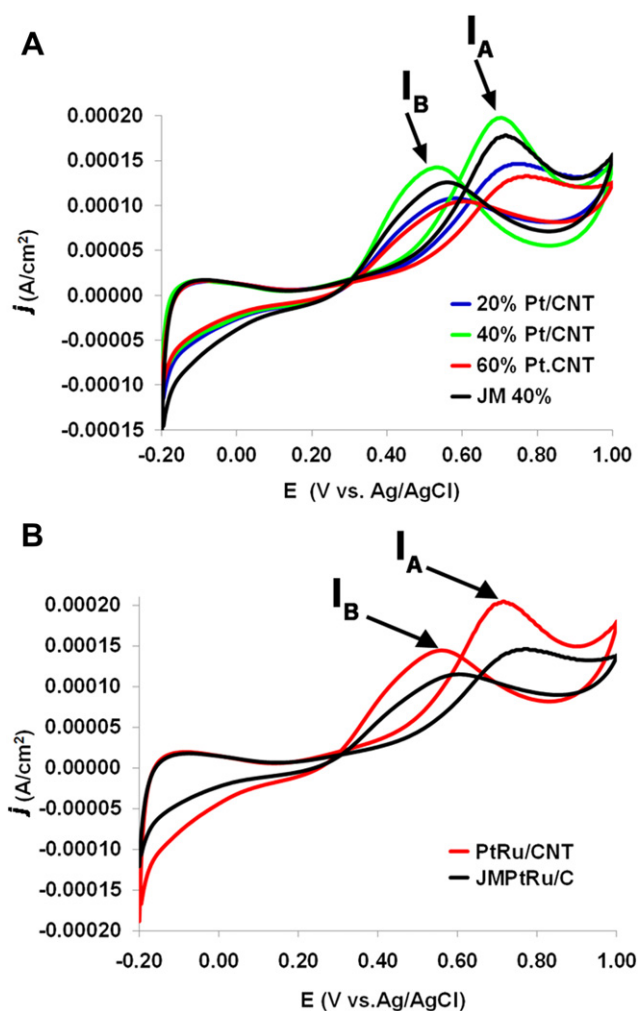 A
I_A
I_B
0.00020
0.00015
0.00010
0.00005
0.00000
-0.00005
-0.00010
-0.00015
j (A/cm²)
20% Pt/CNT
40% Pt/CNT
60% Pt.CNT
JM 40%
-0.20 0.00 0.20 0.40 0.60 0.80 1.00
E (V vs. Ag/AgCl)
B
I_A
I_B
0.00020
0.00015
0.00010
0.00005
0.00000
-0.00005
-0.00010
-0.00015
-0.00020
j (A/cm²)
PtRu/CNT
JMPtRu/C
-0.20 0.00 0.20 0.40 0.60 0.80 1.00
E (V vs.Ag/AgCl)